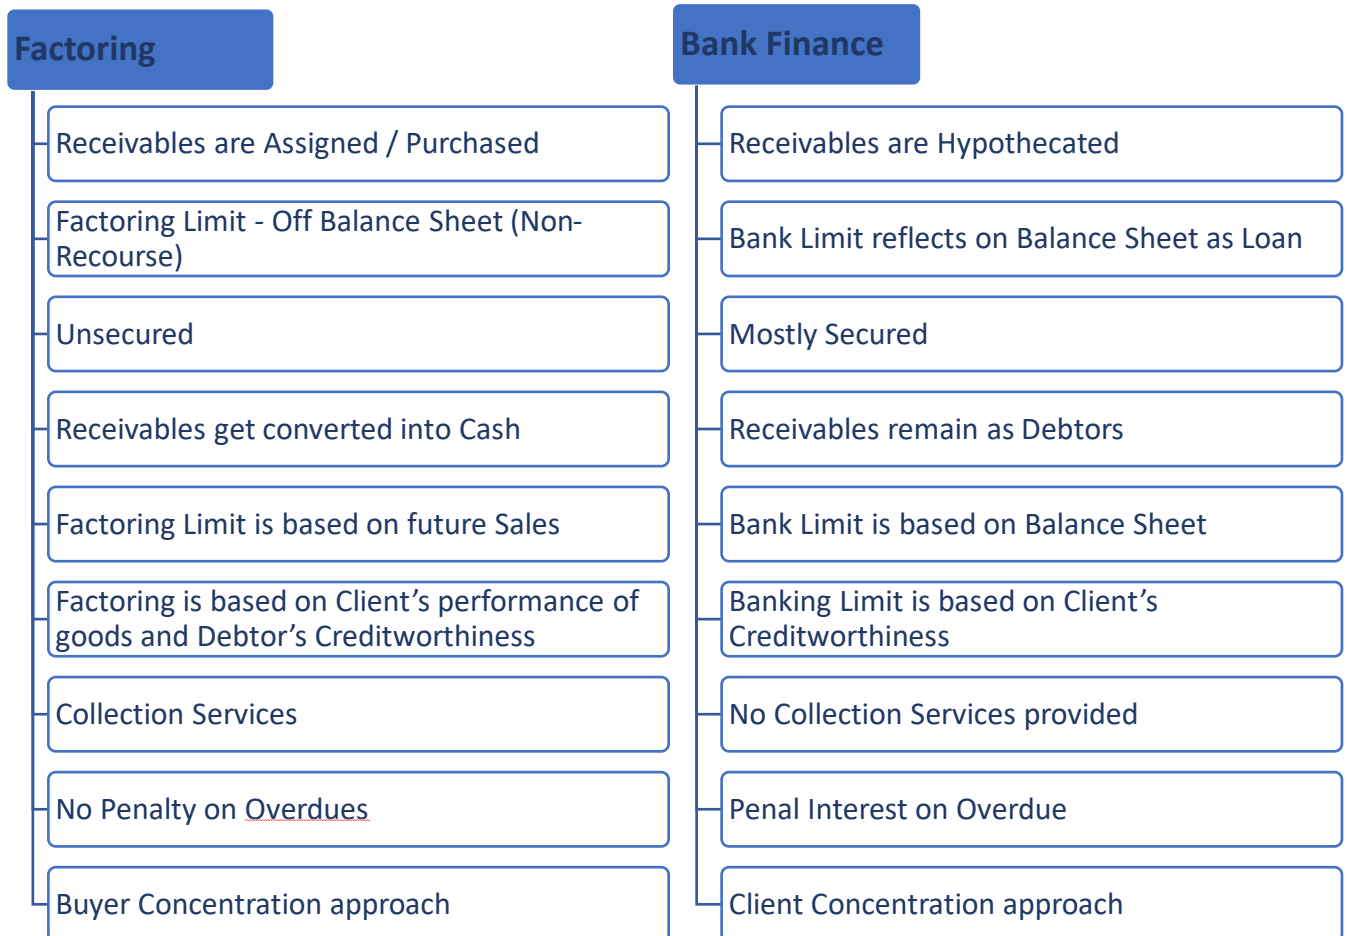 Factoring
Receivables are Assigned / Purchased
Factoring Limit - Off Balance Sheet (Non-
Recourse)
Unsecured
Receivables get converted into Cash
Factoring Limit is based on future Sales
Factoring is based on Client’s performance of
goods and Debtor’s Creditworthiness
Collection Services
No Penalty on Overdues
Buyer Concentration approach
Bank Finance
Receivables are Hypothecated
Bank Limit reflects on Balance Sheet as Loan
Mostly Secured
Receivables remain as Debtors
Bank Limit is based on Balance Sheet
Banking Limit is based on Client’s
Creditworthiness
No Collection Services provided
Penal Interest on Overdue
Client Concentration approach